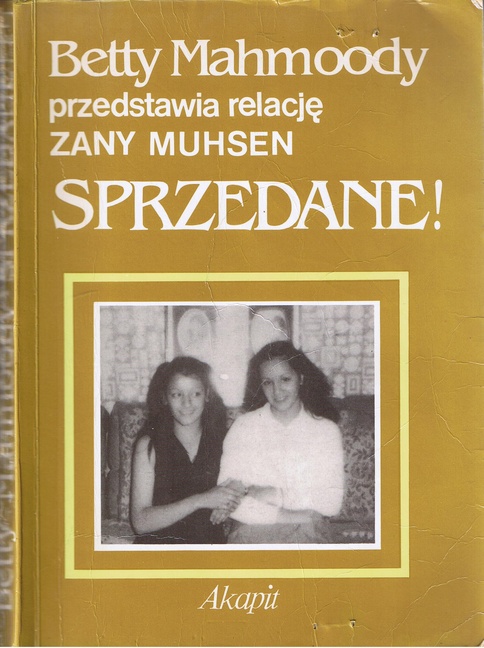 Betty Mahmoody
przedstawia relację
ZANY MUHSEN
SPRZEDANE!
Akapit